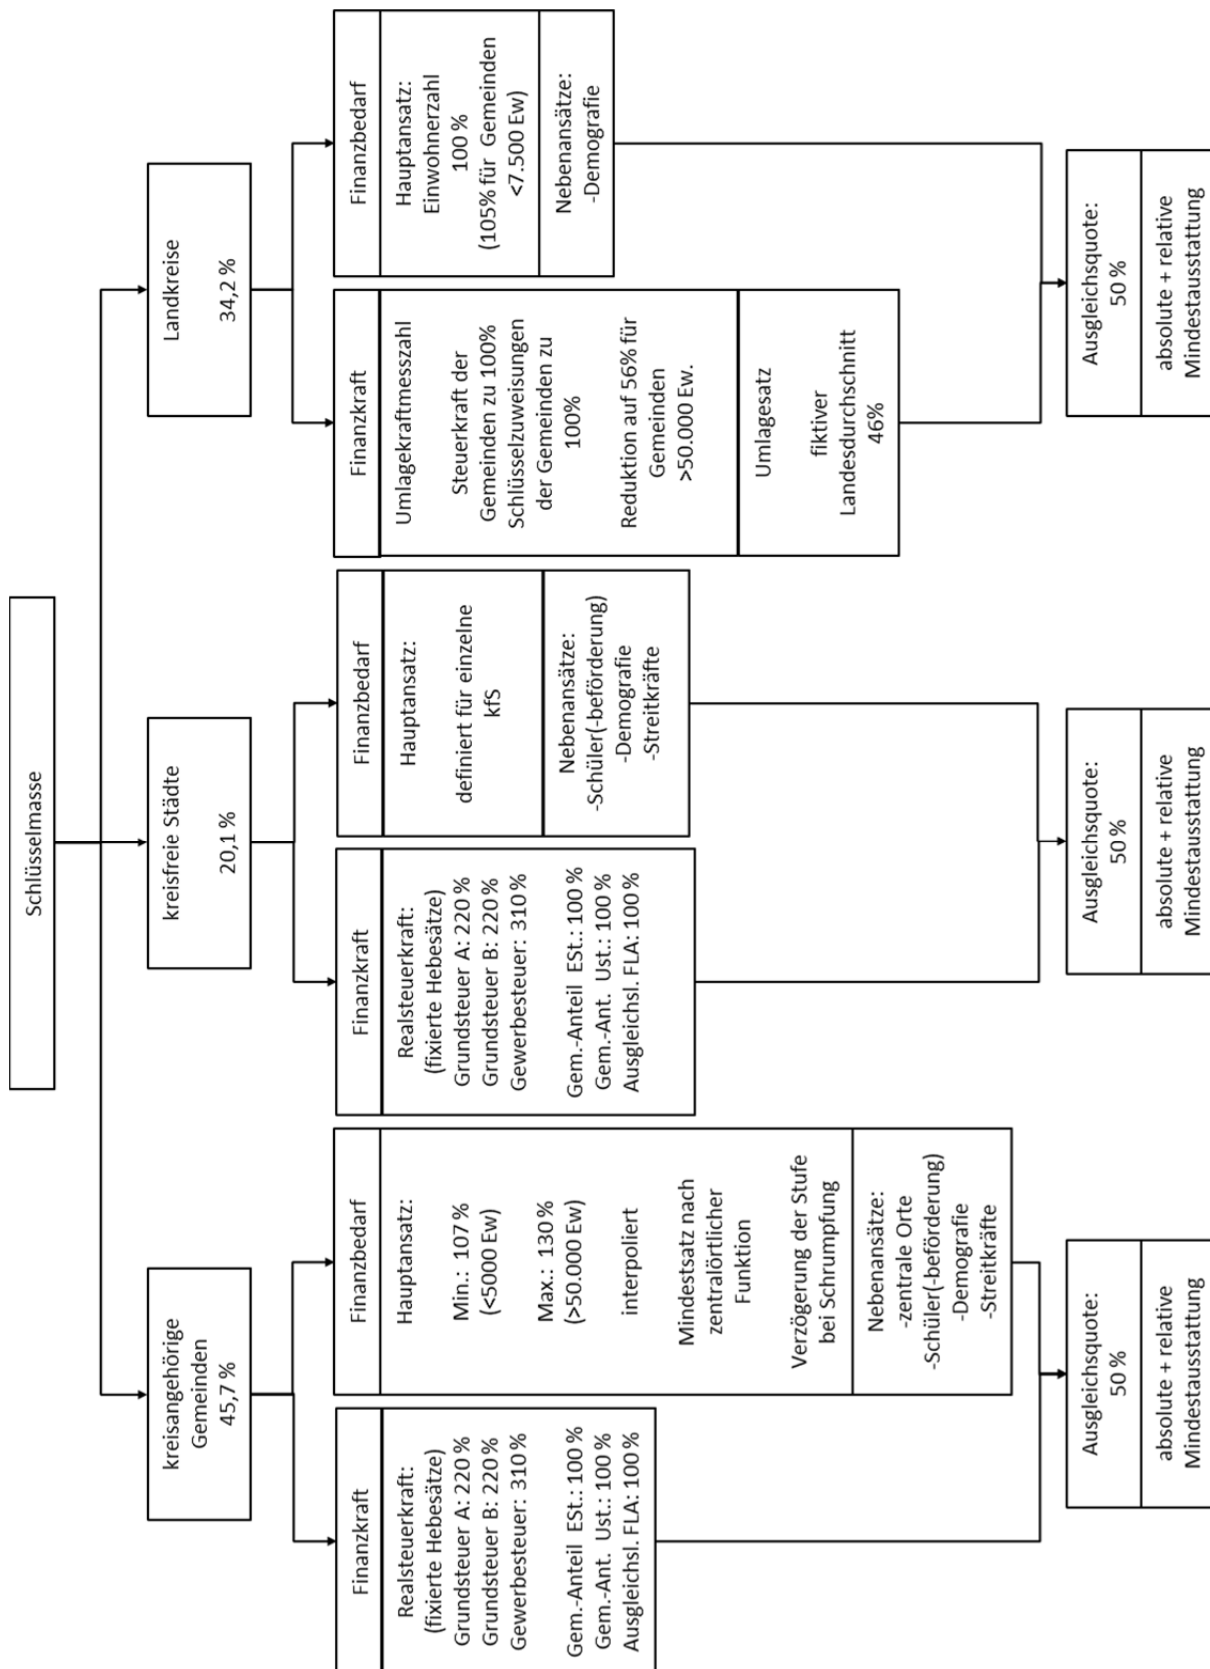 Schlüsselmasse
kreisangehörige
Gemeinden
45,7 %
kreisfreie Städte
20,1 %
Landkreise
34,2 %
Finanzkraft
Realsteuerkraft:
(fixierte Hebesätze)
Grundsteuer A: 220 %
Grundsteuer B: 220 %
Gewerbesteuer: 310 %
Gem.-Anteil ESt.: 100 %
Gem.-Ant. Ust.: 100 %
Ausgleichsl. FLA: 100 %
Finanzbedarf
Hauptansatz:
Min.: 107 %
(<5000 Ew)
Max.: 130 %
(>50.000 Ew)
interpoliert
Mindestsatz nach
zentralörtlicher
Funktion
Verzögerung der Stufe
bei Schrumpfung
Nebenansätze:
-zentrale Orte
-Schüler(-beförderung)
-Demografie
-Streitkräfte
Finanzkraft
Realsteuerkraft:
(fixierte Hebesätze)
Grundsteuer A: 220 %
Grundsteuer B: 220 %
Gewerbesteuer: 310 %
Gem.-Anteil ESt.: 100 %
Gem.-Ant. Ust.: 100 %
Ausgleichsl. FLA: 100 %
Finanzbedarf
Hauptansatz:
definiert für einzelne
kfS
Nebenansätze:
-Schüler(-beförderung)
-Demografie
-Streitkräfte
Finanzkraft
Umlagekraftmesszahl
Steuerkraft der
Gemeinden zu 100%
Schlüsselzuweisungen
der Gemeinden zu
100%
Reduktion auf 56% für
Gemeinden
>50.000 Ew.
Umlagesatz
fiktiver
Landesdurchschnitt
46%
Finanzbedarf
Hauptansatz:
Einwohnerzahl
100 %
(105% für Gemeinden
<7.500 Ew)
Nebenansätze:
-Demografie
Ausgleichsquote:
50 %
absolute + relative
Mindestausstattung
Ausgleichsquote:
50 %
absolute + relative
Mindestausstattung
Ausgleichsquote:
50 %
absolute + relative
Mindestausstattung